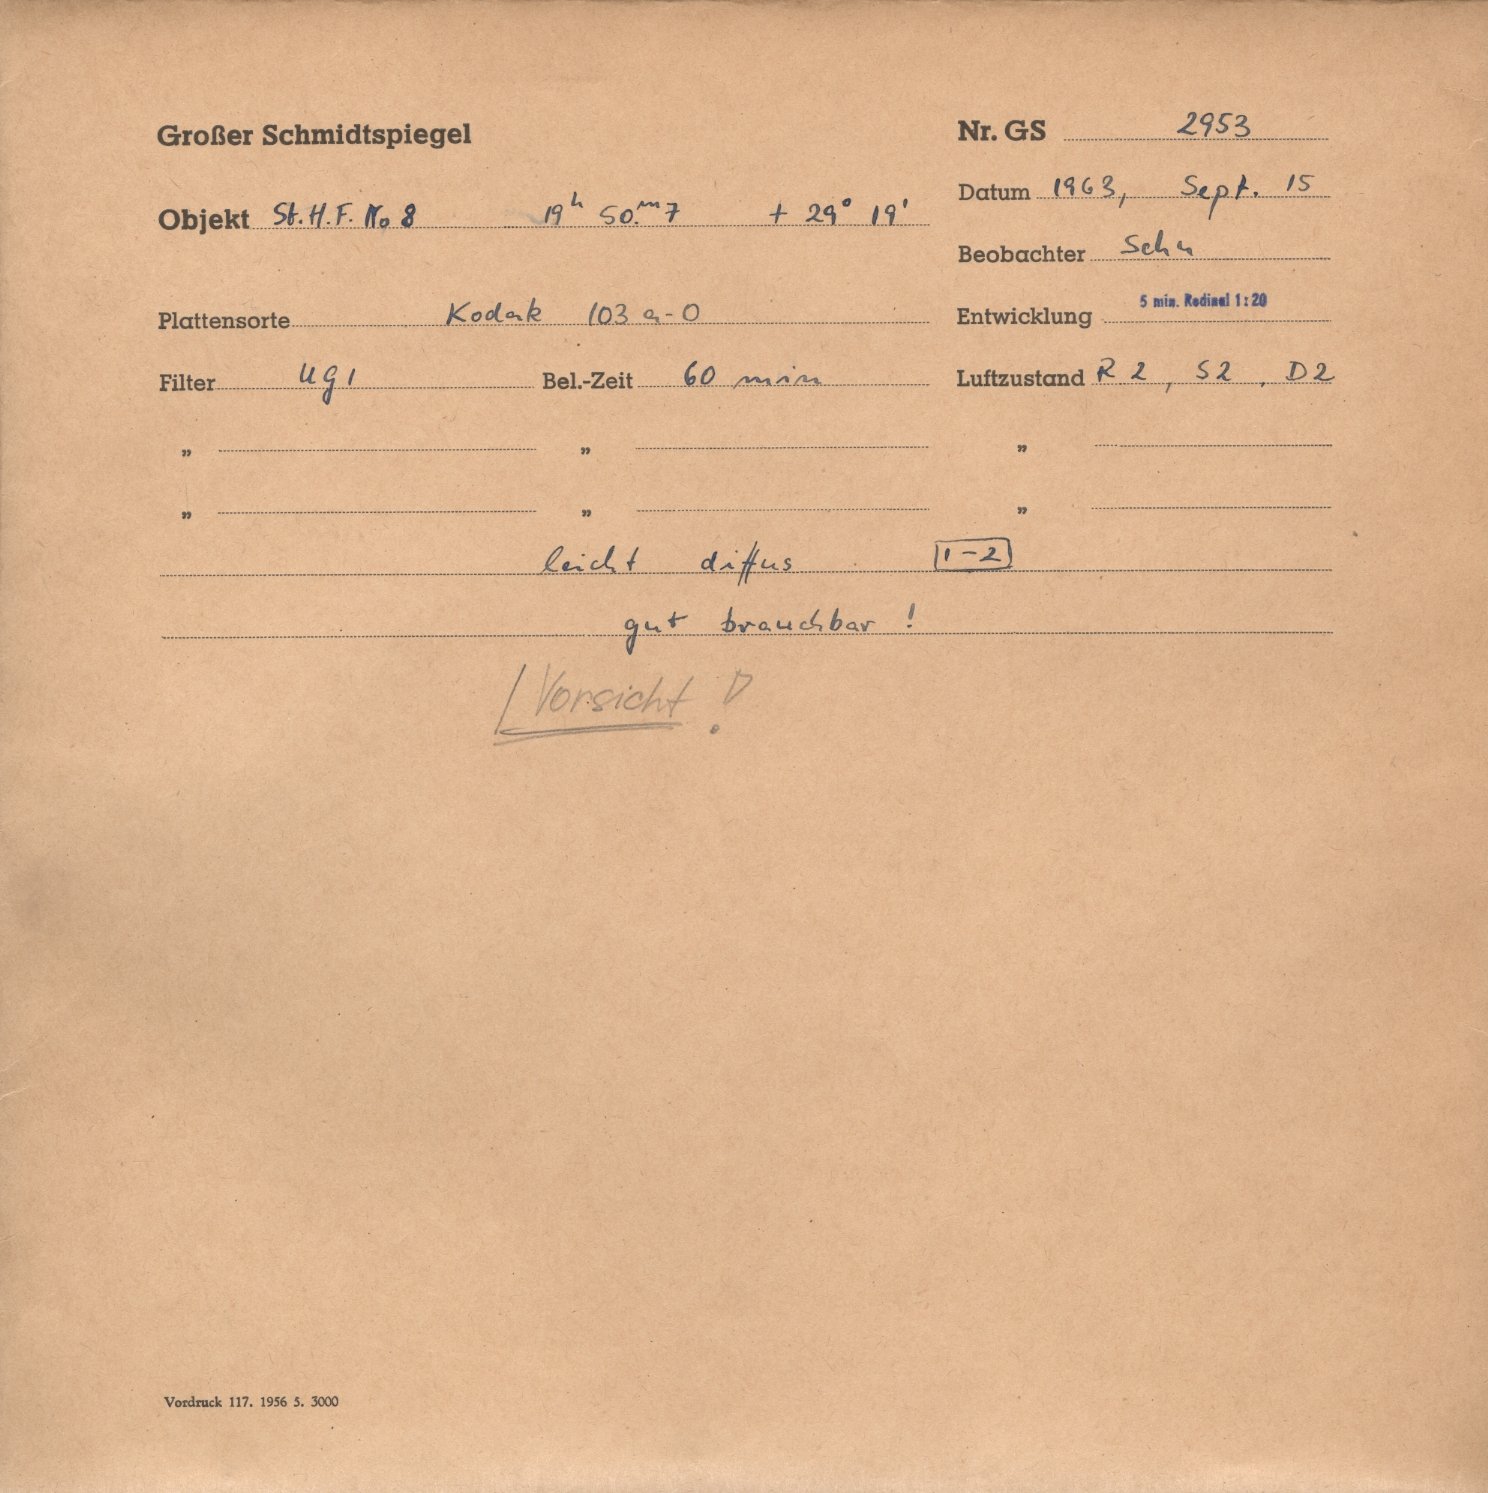 Großer Schmidtspiegel
Nr. GS 2953
Datum 1963, Sept. 15
Objekt St. H. F. No 8 19ʰ 50.ᵐ7 + 29° 19'
Beobachter Schn
Plattensorte Kodak 103 a-O
Entwicklung 5 min. Rodinal 1:20
Filter UG 1 Bel.-Zeit 60 min Luftzustand R 2, S 2, D 2
" " "
" " "
leicht diffus 1-2
gut brauchbar!
Vorsicht!
Vordruck 117. 1956 5. 3000